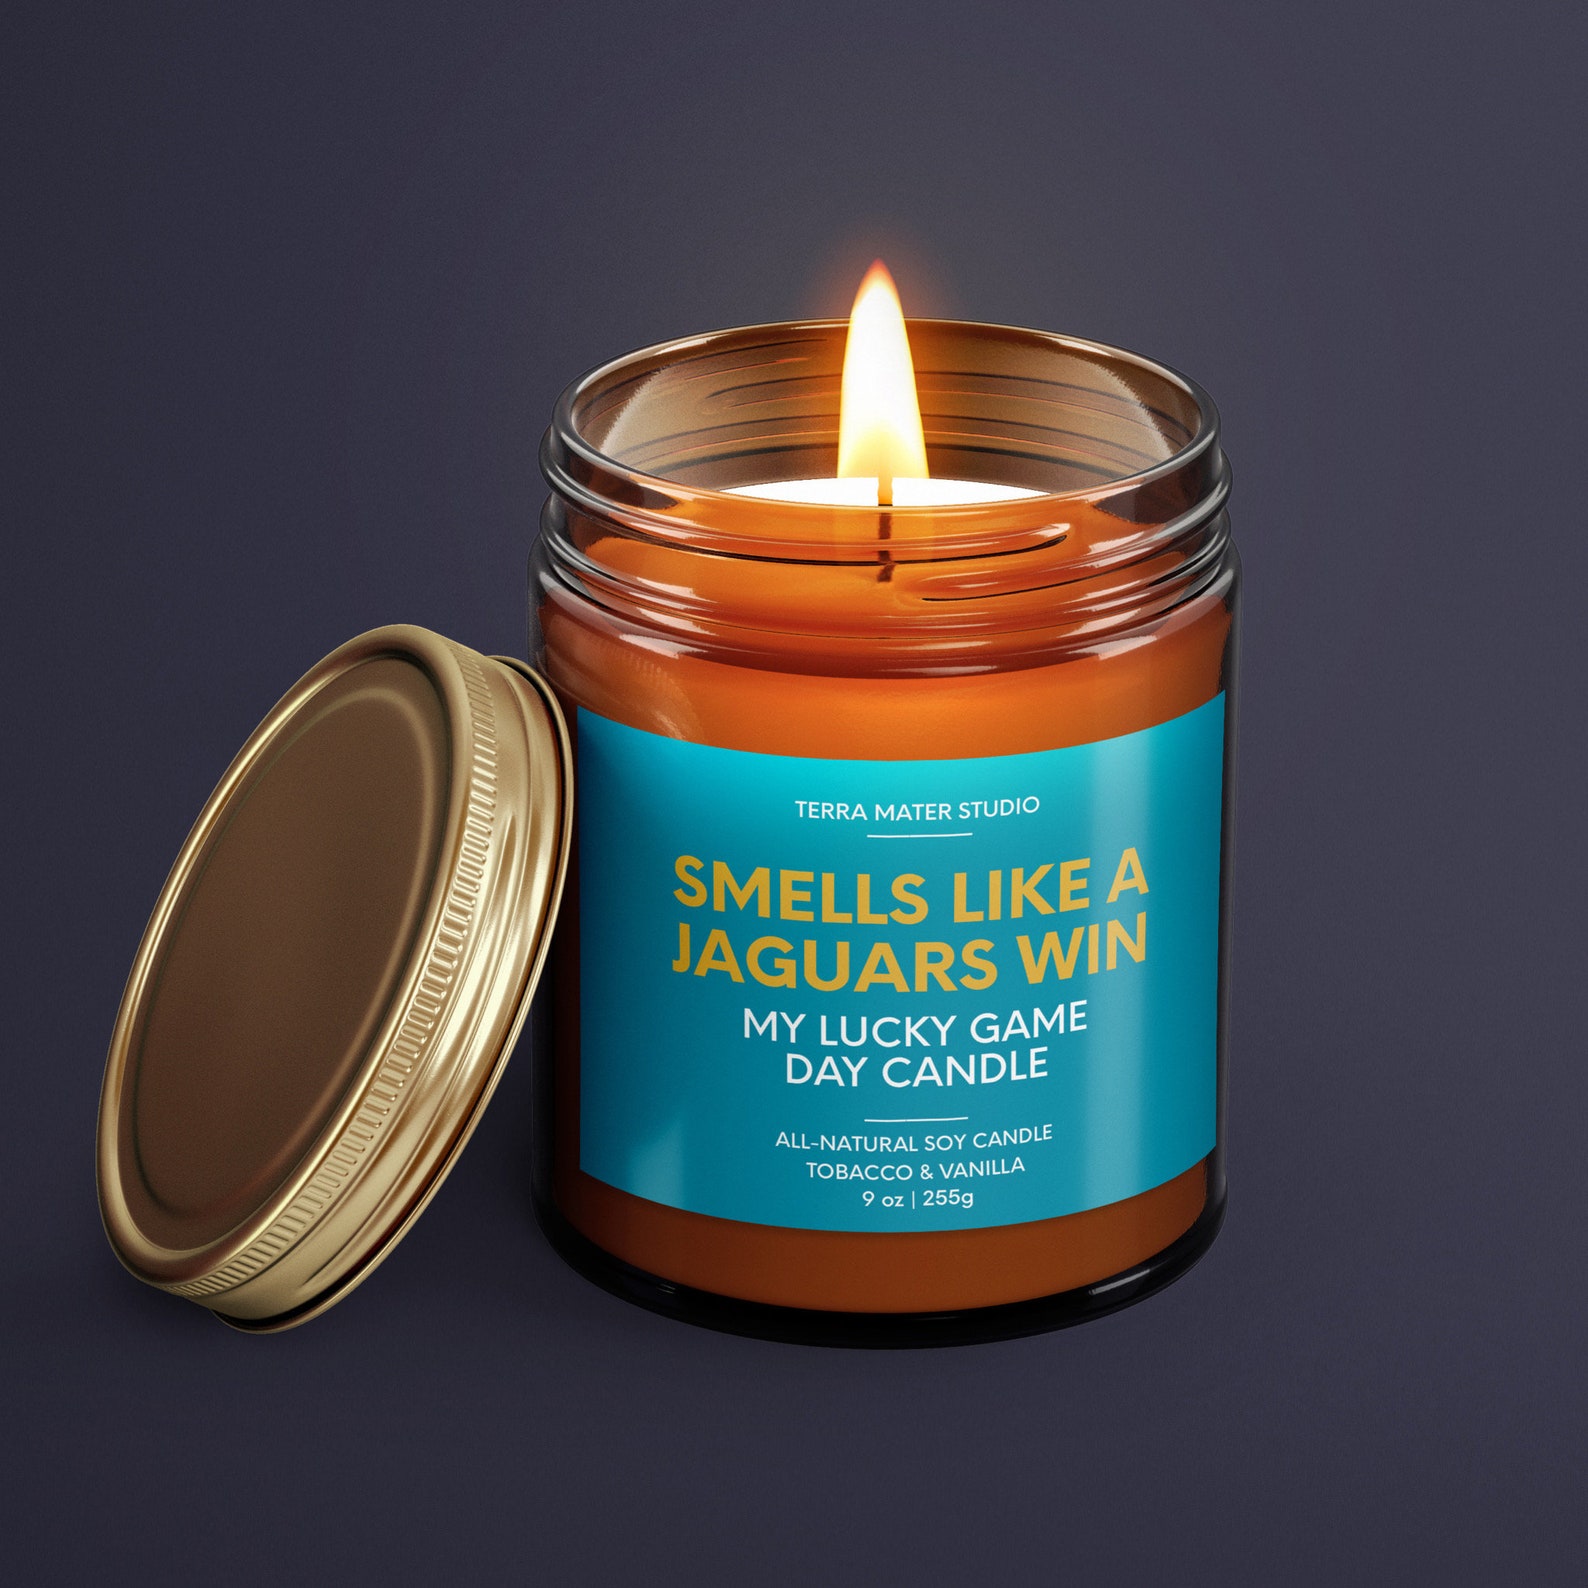 TERRA MATER STUDIO
SMELLS LIKE A
JAGUARS WIN
MY LUCKY GAME
DAY CANDLE
ALL-NATURAL SOY CANDLE
TOBACCO & VANILLA
9 oz | 255g